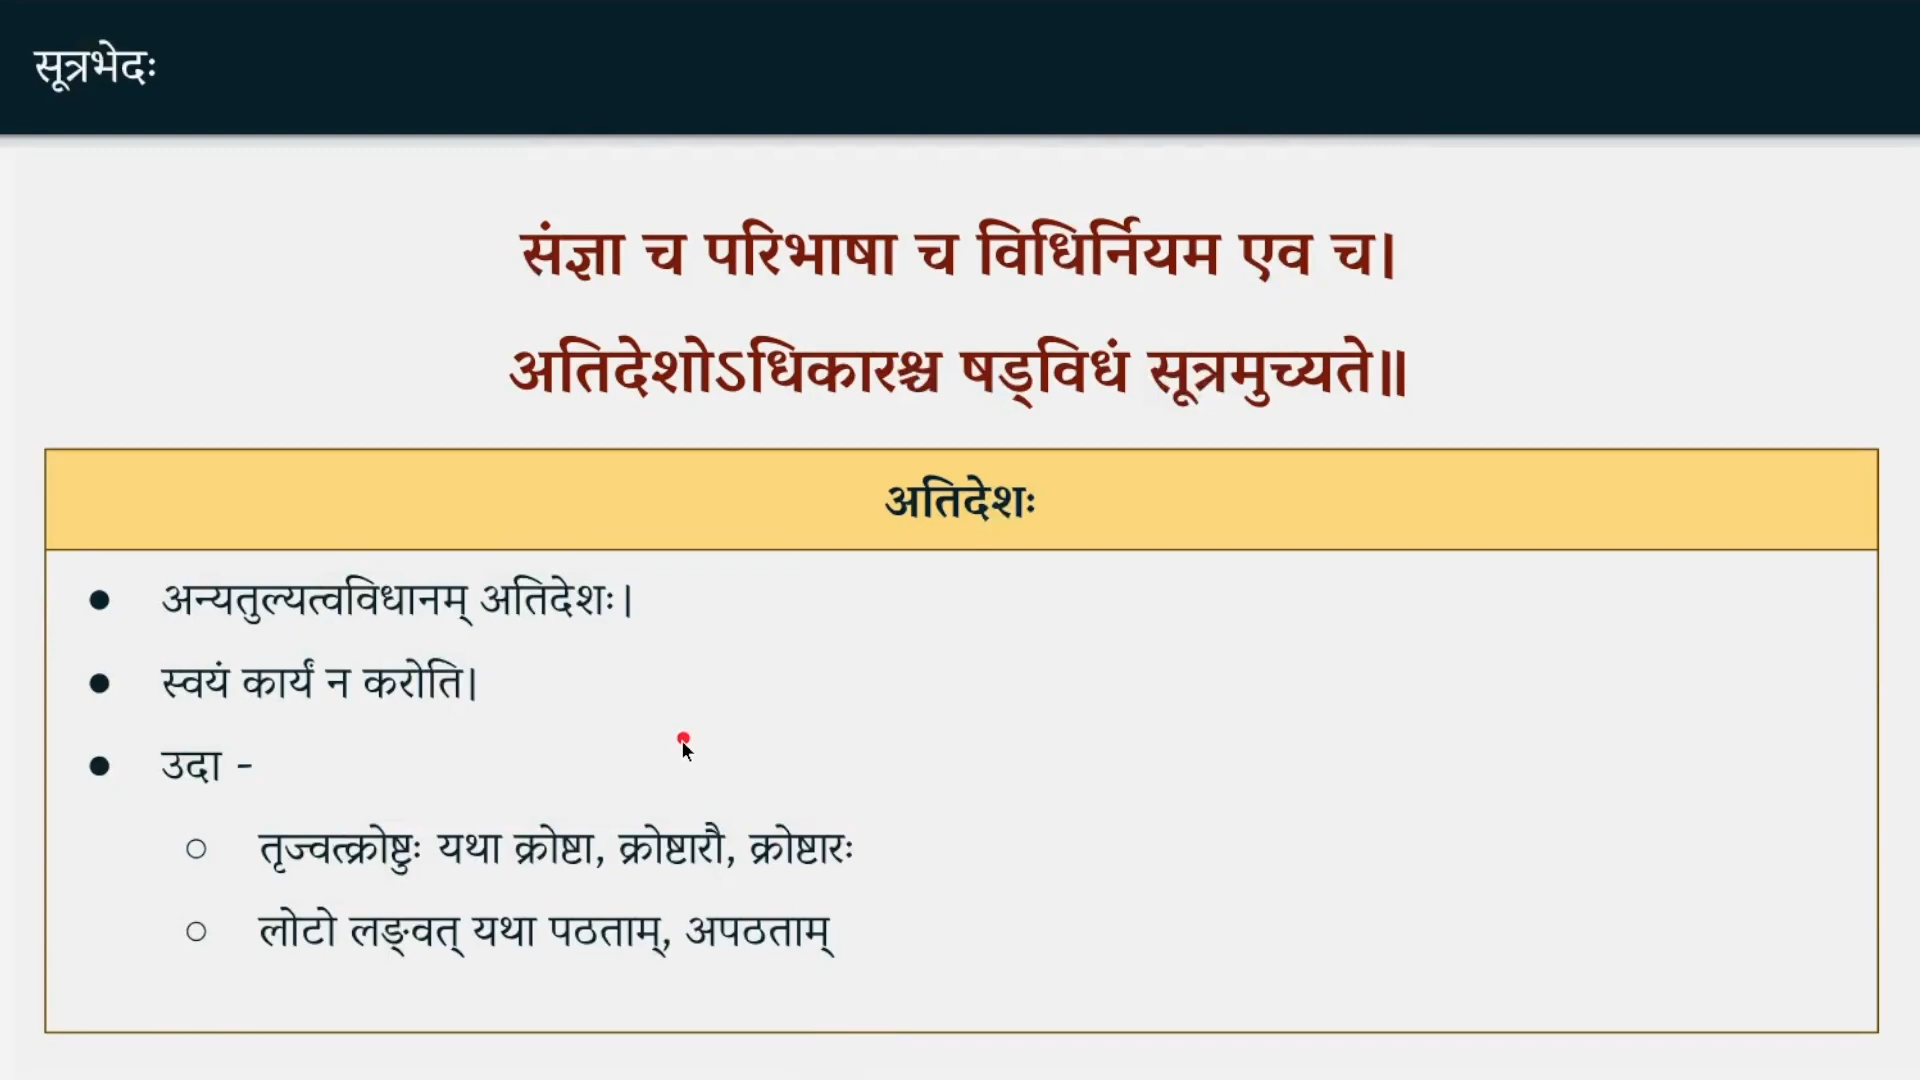 सूत्रभेदः
संज्ञा च परिभाषा च विधिर्नियम एव च।
अतिदेशोऽधिकारश्च षड्विधं सूत्रमुच्यते॥
अतिदेशः
● अन्यतुल्यत्वविधानम् अतिदेशः।
● स्वयं कार्यं न करोति।
● उदा -
○ तृज्वत्क्रोष्टुः यथा क्रोष्टा, क्रोष्टारौ, क्रोष्टारः
○ लोटो लङ्वत् यथा पठताम्, अपठताम्